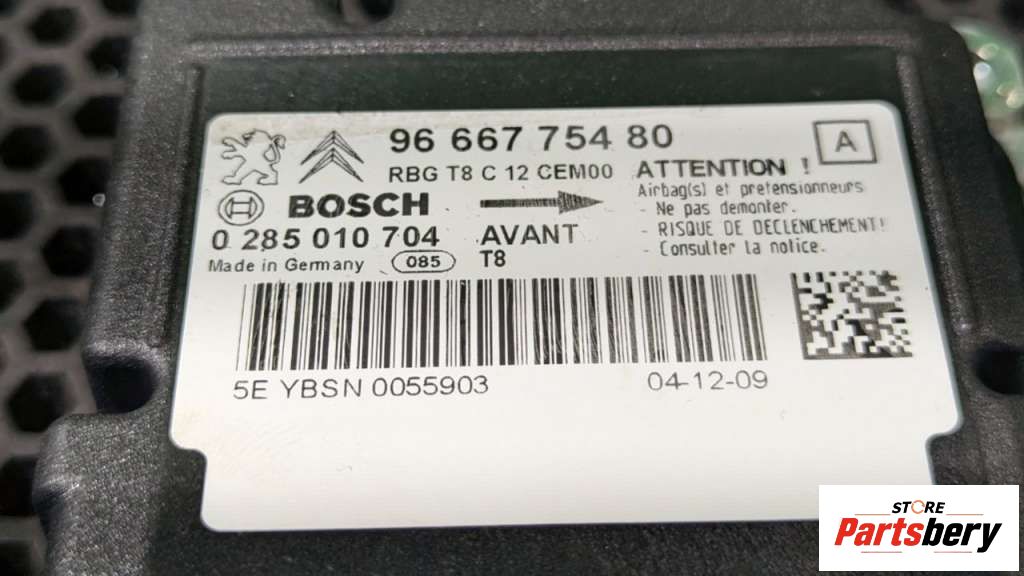 96 667 754 80
A
RBG T8 C 12 CEM00
ATTENTION !
Airbag(s) et pretensionneurs
- Ne pas demonter.
- RISQUE DE DECLENCHEMENT!
- Consulter la notice.
BOSCH
0 285 010 704
AVANT
Made in Germany
085
T8
5E YBSN 0055903
04-12-09
STORE
Partsbery